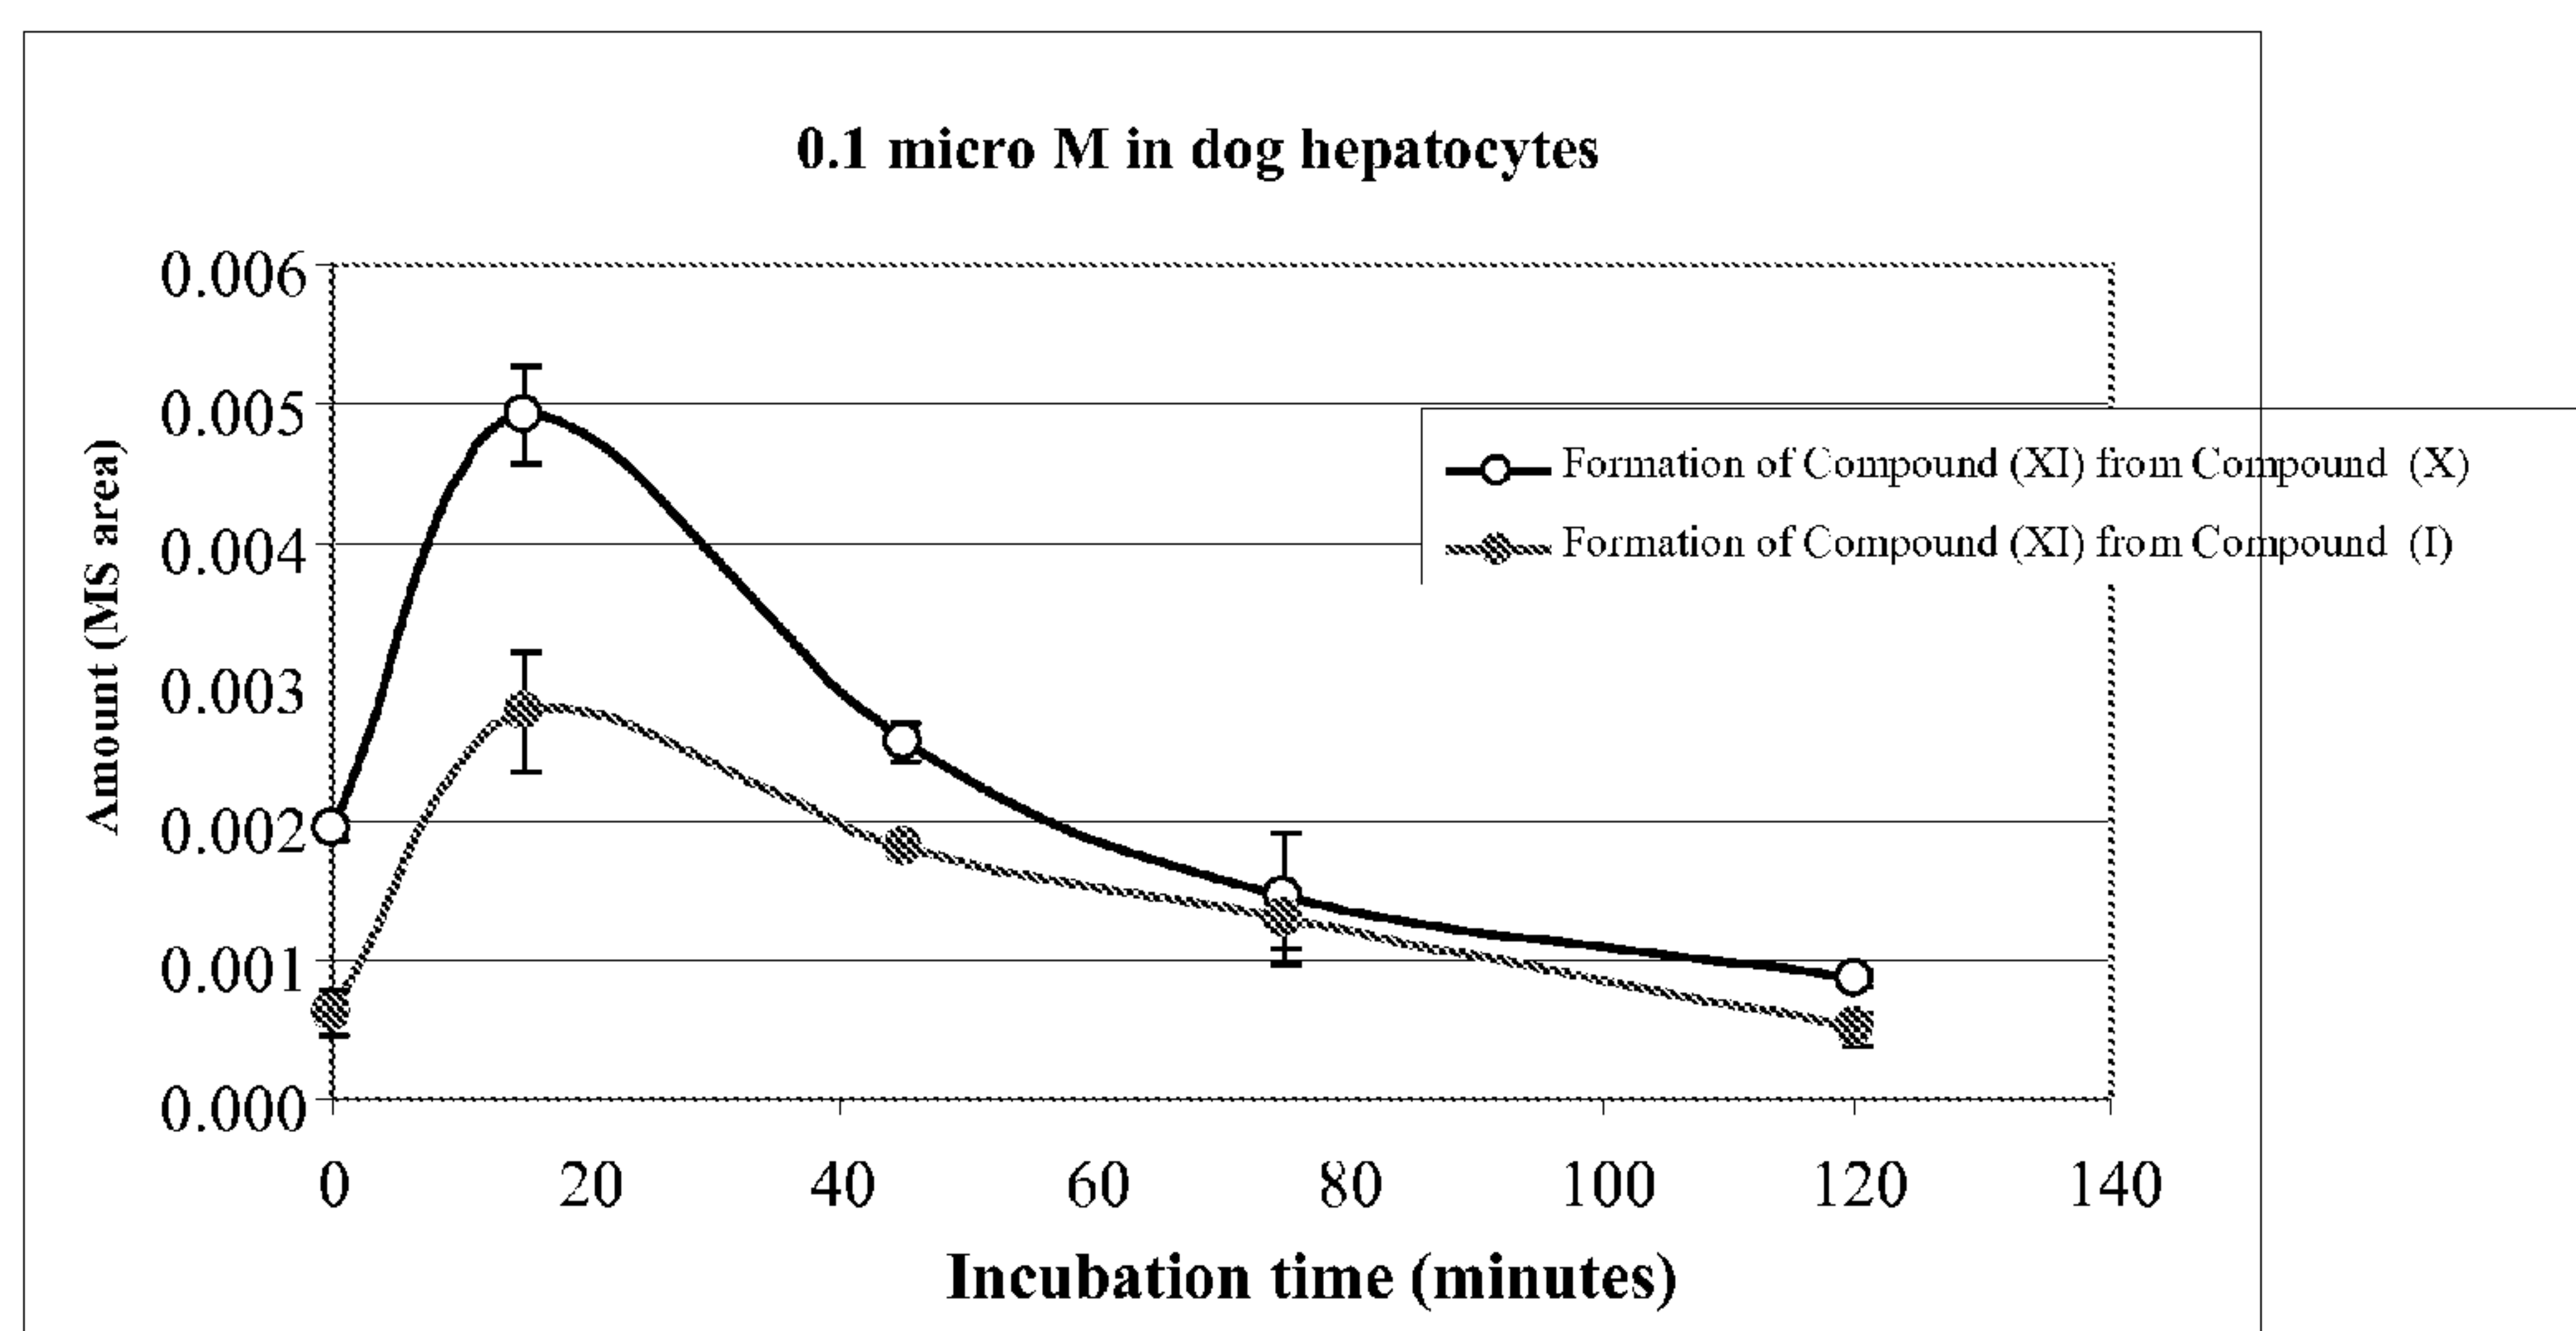 0.1 micro M in dog hepatocytes
0.006
0.005
0.004
0.003
0.002
0.001
0.000
Amount (MS area)
Formation of Compound (XI) from Compound (X)
Formation of Compound (XI) from Compound (I)
0 20 40 60 80 100 120 140
Incubation time (minutes)